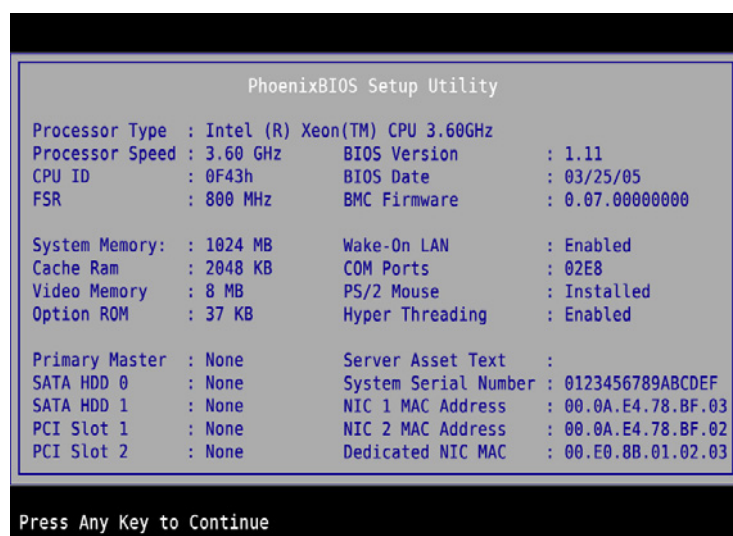 PhoenixBIOS Setup Utility
Processor Type : Intel (R) Xeon(TM) CPU 3.60GHz
Processor Speed : 3.60 GHz BIOS Version : 1.11
CPU ID : 0F43h BIOS Date : 03/25/05
FSR : 800 MHz BMC Firmware : 0.07.00000000
System Memory: : 1024 MB Wake-On LAN : Enabled
Cache Ram : 2048 KB COM Ports : 02E8
Video Memory : 8 MB PS/2 Mouse : Installed
Option ROM : 37 KB Hyper Threading : Enabled
Primary Master : None Server Asset Text :
SATA HDD 0 : None System Serial Number : 0123456789ABCDEF
SATA HDD 1 : None NIC 1 MAC Address : 00.0A.E4.78.BF.03
PCI Slot 1 : None NIC 2 MAC Address : 00.0A.E4.78.BF.02
PCI Slot 2 : None Dedicated NIC MAC : 00.E0.8B.01.02.03
Press Any Key to Continue